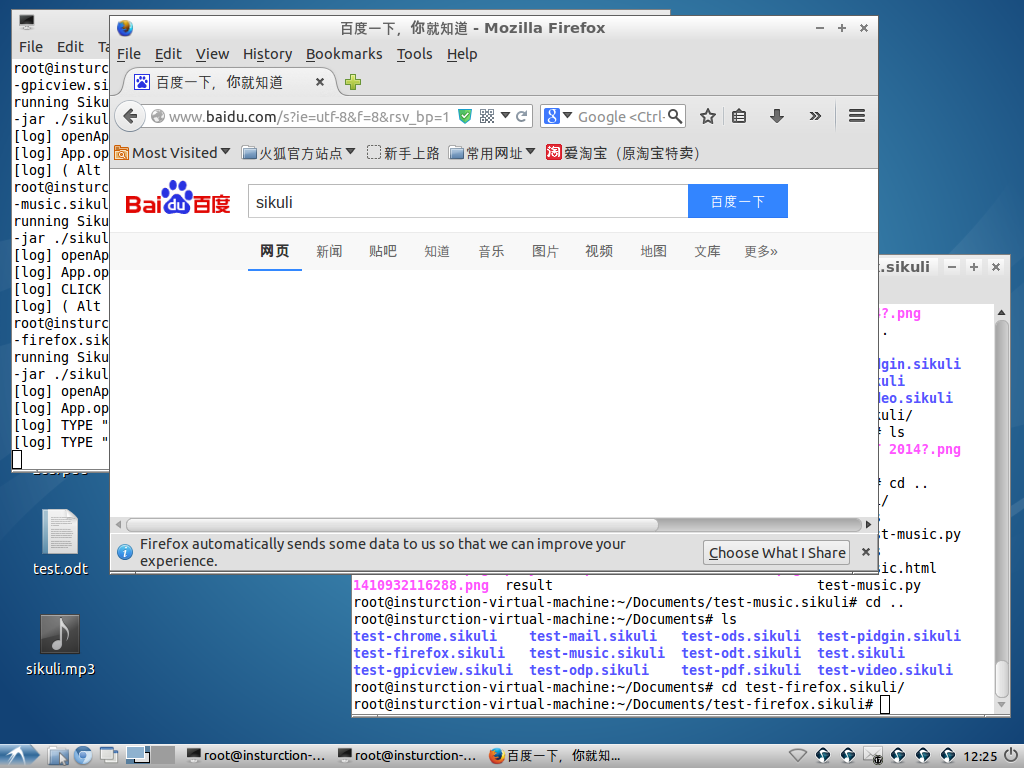 File Edit
root@insturc
-gpicview.si
running Siku
-jar ./sikul
[log] openAp
[log] App.op
[log] ( Alt
root@insturc
-music.sikul
running Siku
-jar ./sikul
[log] openAp
[log] App.op
[log] CLICK
[log] ( Alt
root@insturc
-firefox.sik
running Siku
-jar ./sikul
[log] openAp
[log] App.op
[log] TYPE "
[log] TYPE "
百度一下，你就知道 - Mozilla Firefox
File Edit View History Bookmarks Tools Help
百度一下，你就知道
www.baidu.com/s?ie=utf-8&f=8&rsv_bp=1
Google <Ctrl-
Most Visited 火狐官方站点 新手上路 常用网址 淘 爱淘宝（原淘宝特卖）
Bai du 百度
sikuli
百度一下
网页 新闻 贴吧 知道 音乐 图片 视频 地图 文库 更多»
Firefox automatically sends some data to us so that we can improve your
experience.
Choose What I Share
.sikuli
?.png
.
dgin.sikuli
uli
deo.sikuli
kuli/
# ls
2014?.png
# cd ..
i/
st-music.py
sic.html
1410932116288.png result test-music.py
root@insturction-virtual-machine:~/Documents/test-music.sikuli# cd ..
root@insturction-virtual-machine:~/Documents# ls
test-chrome.sikuli test-mail.sikuli test-ods.sikuli test-pidgin.sikuli
test-firefox.sikuli test-music.sikuli test-odt.sikuli test.sikuli
test-gpicview.sikuli test-odp.sikuli test-pdf.sikuli test-video.sikuli
root@insturction-virtual-machine:~/Documents# cd test-firefox.sikuli/
root@insturction-virtual-machine:~/Documents/test-firefox.sikuli#
test.odt
sikuli.mp3
root@insturction-... root@insturction-... 百度一下，你就知... 12:25